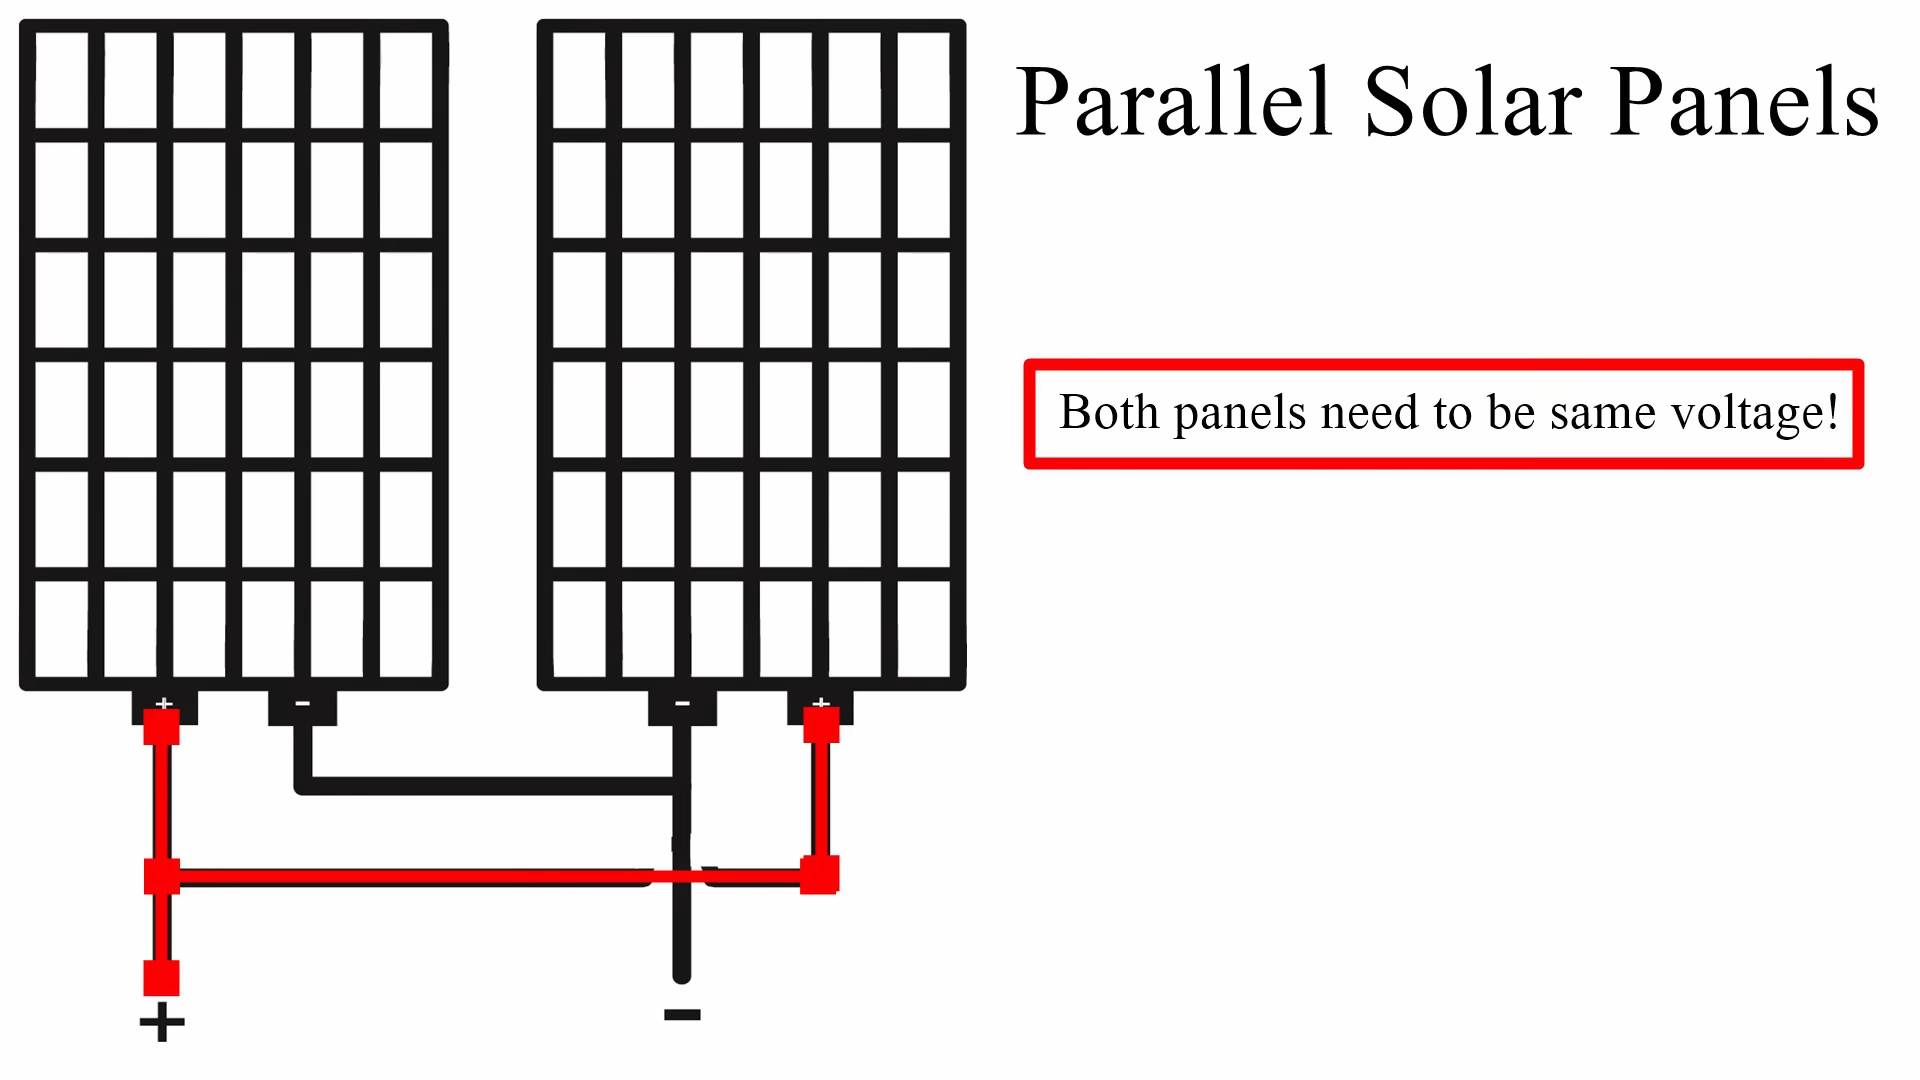 Parallel Solar Panels
Both panels need to be same voltage!
+ - - +
+ -